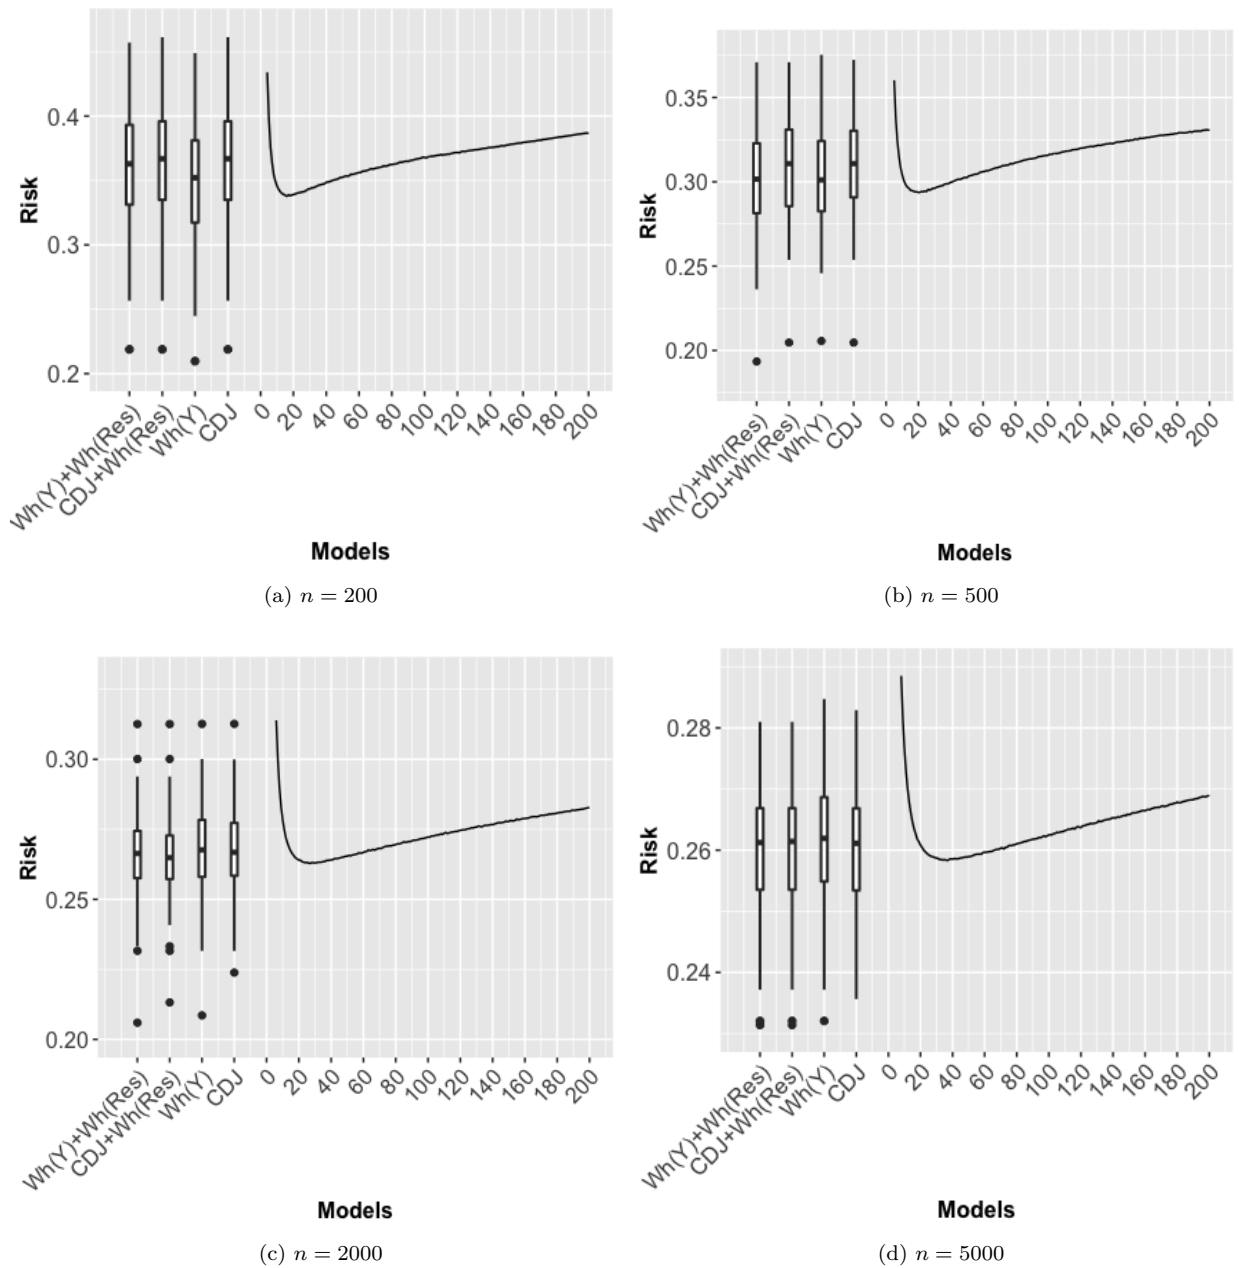 Risk
0.4
0.3
0.2
Wh(Y)+Wh(Res)
CDJ+Wh(Res)
Wh(Y)
CDJ
0
20
40
60
80
100
120
140
160
180
200
Models
(a) n = 200
Risk
0.35
0.30
0.25
0.20
Wh(Y)+Wh(Res)
CDJ+Wh(Res)
Wh(Y)
CDJ
0
20
40
60
80
100
120
140
160
180
200
Models
(b) n = 500
Risk
0.30
0.25
0.20
Wh(Y)+Wh(Res)
CDJ+Wh(Res)
Wh(Y)
CDJ
0
20
40
60
80
100
120
140
160
180
200
Models
(c) n = 2000
Risk
0.28
0.26
0.24
Wh(Y)+Wh(Res)
CDJ+Wh(Res)
Wh(Y)
CDJ
0
20
40
60
80
100
120
140
160
180
200
Models
(d) n = 5000